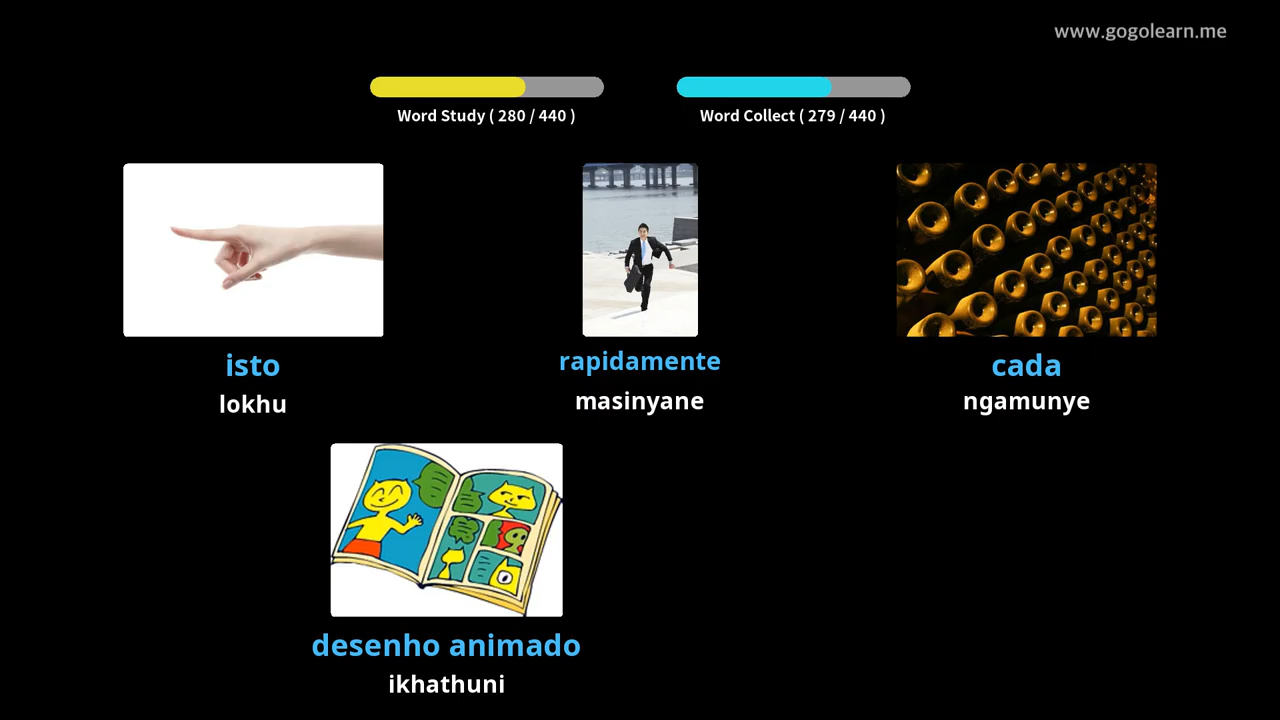 www.gogolearn.me
Word Study ( 280 / 440 )
Word Collect ( 279 / 440 )
isto
lokhu
rapidamente
masinyane
cada
ngamunye
desenho animado
ikhathuni